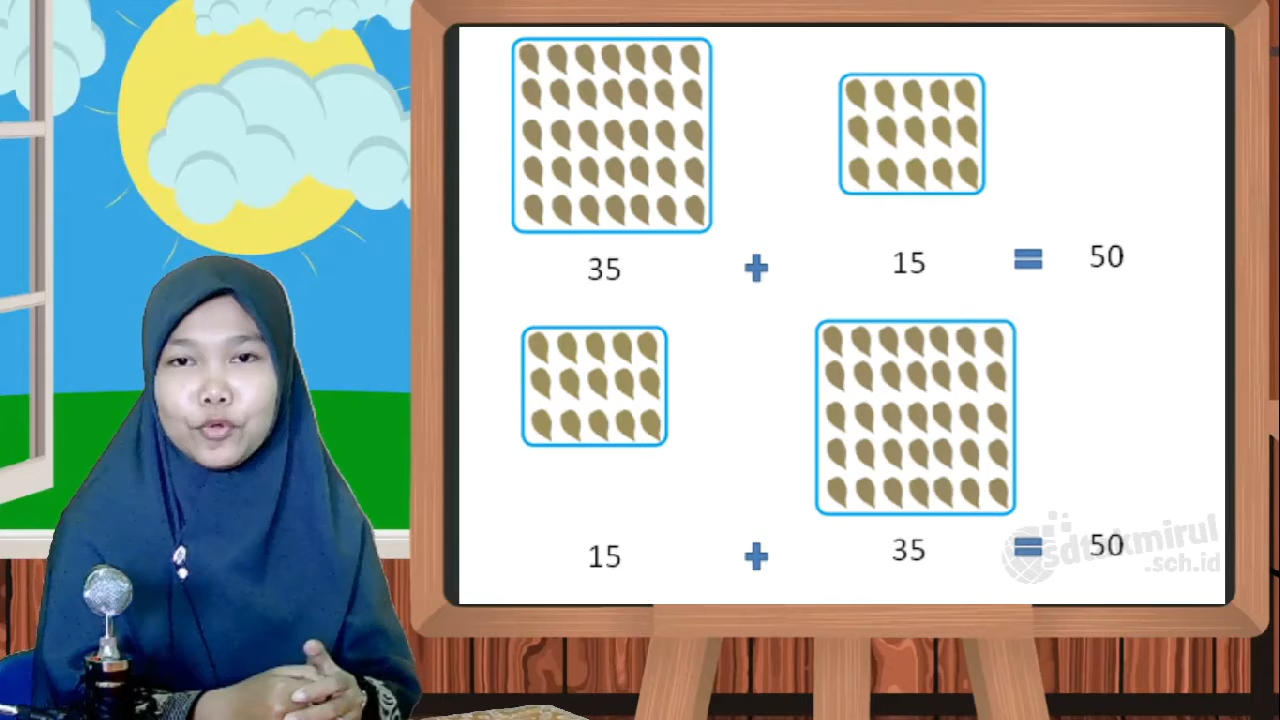 35 + 15 = 50
15 + 35 = 50
sdtakmirul
.sch.id